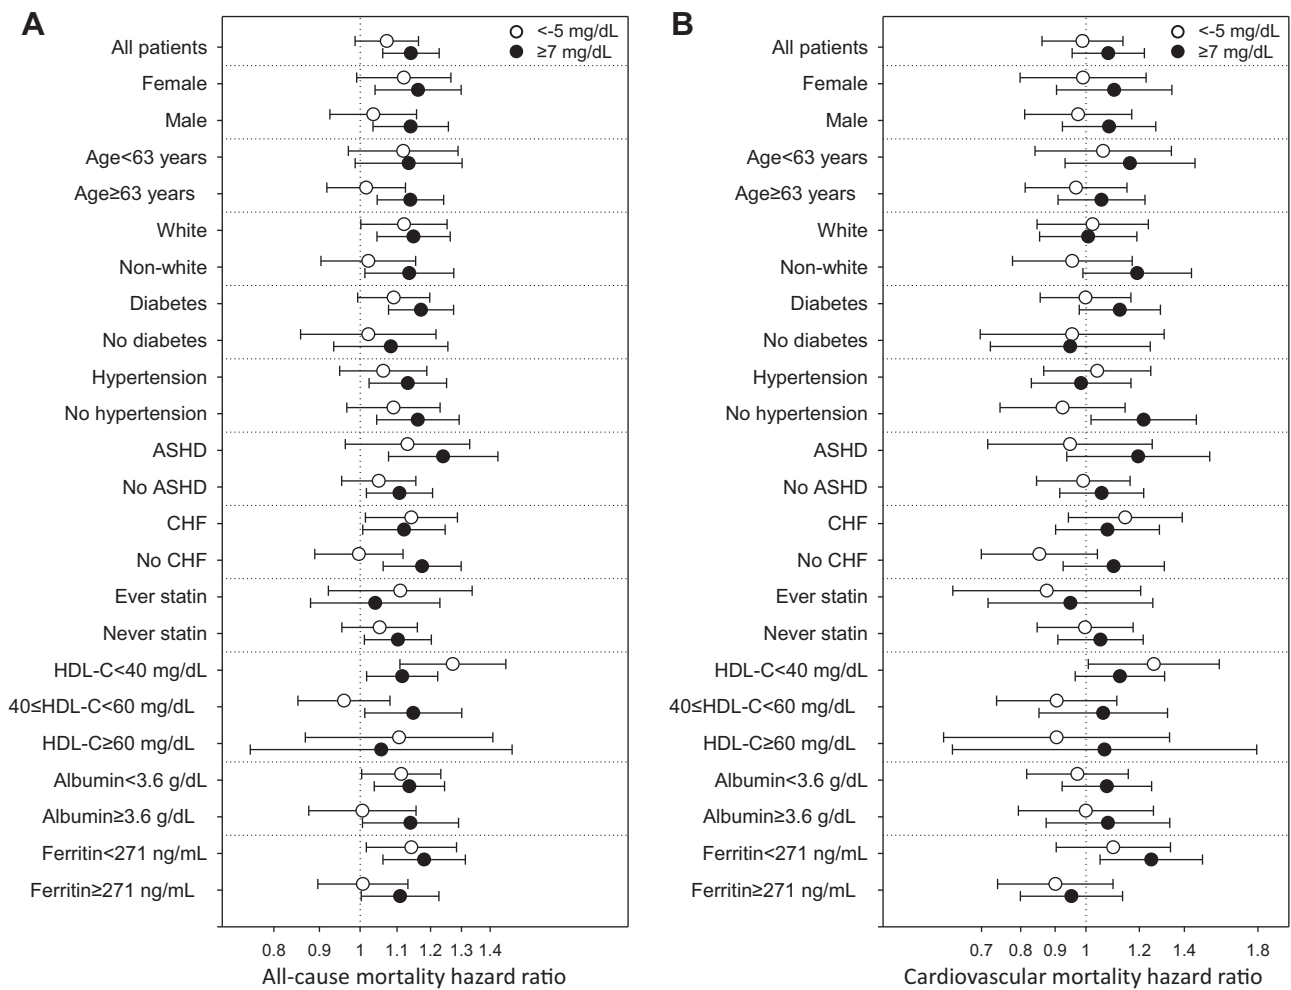 A
<-5 mg/dL
≥7 mg/dL
All patients
Female
Male
Age<63 years
Age≥63 years
White
Non-white
Diabetes
No diabetes
Hypertension
No hypertension
ASHD
No ASHD
CHF
No CHF
Ever statin
Never statin
HDL-C<40 mg/dL
40≤HDL-C<60 mg/dL
HDL-C≥60 mg/dL
Albumin<3.6 g/dL
Albumin≥3.6 g/dL
Ferritin<271 ng/mL
Ferritin≥271 ng/mL
0.8 0.9 1 1.1 1.2 1.3 1.4
All-cause mortality hazard ratio
B
<-5 mg/dL
≥7 mg/dL
All patients
Female
Male
Age<63 years
Age≥63 years
White
Non-white
Diabetes
No diabetes
Hypertension
No hypertension
ASHD
No ASHD
CHF
No CHF
Ever statin
Never statin
HDL-C<40 mg/dL
40≤HDL-C<60 mg/dL
HDL-C≥60 mg/dL
Albumin<3.6 g/dL
Albumin≥3.6 g/dL
Ferritin<271 ng/mL
Ferritin≥271 ng/mL
0.7 0.8 0.9 1 1.2 1.4 1.8
Cardiovascular mortality hazard ratio